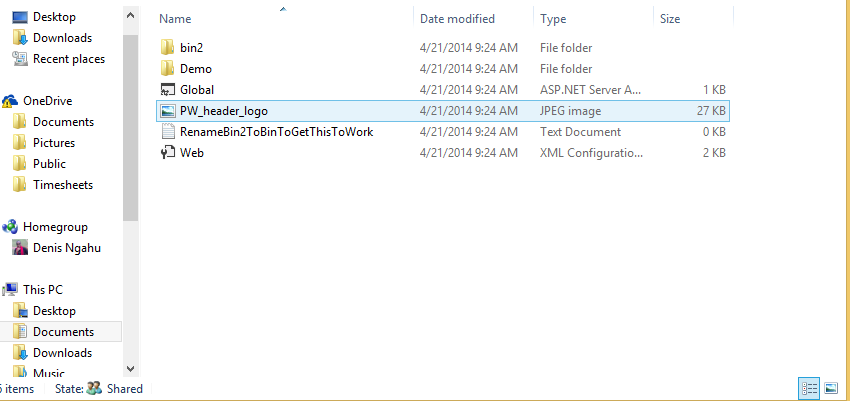 Desktop
Downloads
Recent places
OneDrive
Documents
Pictures
Public
Timesheets
Homegroup
Denis Ngahu
This PC
Desktop
Documents
Downloads
Music
Name Date modified Type Size
bin2 4/21/2014 9:24 AM File folder
Demo 4/21/2014 9:24 AM File folder
Global 4/21/2014 9:24 AM ASP.NET Server A... 1 KB
PW_header_logo 4/21/2014 9:24 AM JPEG image 27 KB
RenameBin2ToBinToGetThisToWork 4/21/2014 9:24 AM Text Document 0 KB
Web 4/21/2014 9:24 AM XML Configuratio... 2 KB
items State: Shared